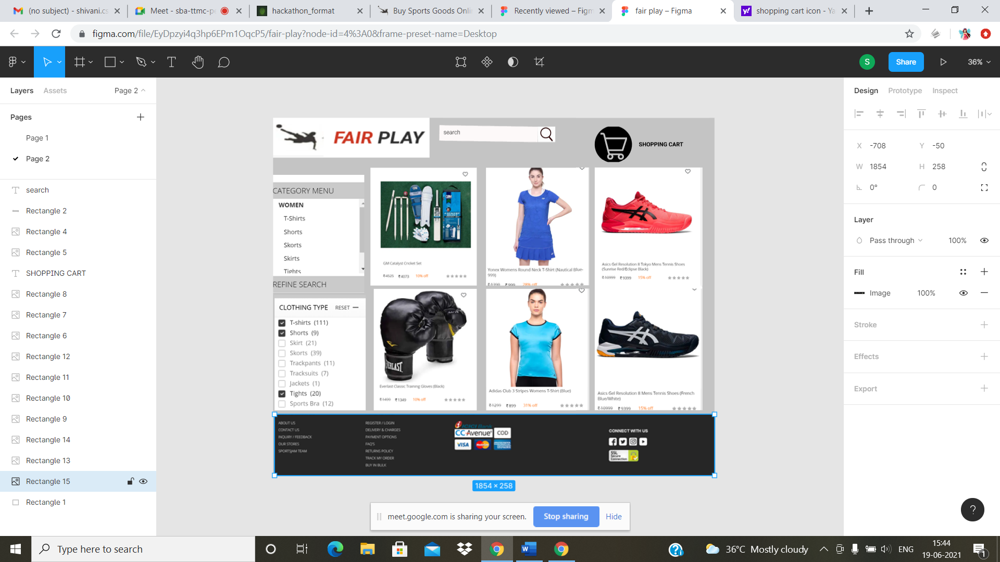 (no subject) - shivani.cs
Meet - sba-ttmc-p
hackathon_format
Buy Sports Goods Onli
Recently viewed – Figm
fair play – Figma
shopping cart icon - Ya
figma.com/file/EyDpzyi4q3hp6EPm1OqcP5/fair-play?node-id=4%3A0&frame-preset-name=Desktop
S
Share
36%
Layers
Assets
Page 2
Pages
Page 1
Page 2
search
Rectangle 2
Rectangle 4
Rectangle 5
SHOPPING CART
Rectangle 8
Rectangle 7
Rectangle 6
Rectangle 12
Rectangle 11
Rectangle 10
Rectangle 9
Rectangle 14
Rectangle 13
Rectangle 15
Rectangle 1
FAIR PLAY
search
SHOPPING CART
CATEGORY MENU
WOMEN
T-Shirts
Shorts
Skorts
Skirts
Tights
REFINE SEARCH
CLOTHING TYPE RESET
T-shirts (111)
Shorts (9)
Skirt (21)
Skorts (39)
Trackpants (11)
Tracksuits (7)
Jackets (1)
Tights (20)
Sports Bra (12)
GM Catalyst Cricket Set
₹4525 ₹4073 10% off
Yonex Womens Round Neck T-Shirt (Nautical Blue-
999)
₹1390 ₹999 28% off
Asics Gel Resolution 8 Tokyo Mens Tennis Shoes
(Sunrise Red/Eclipse Black)
₹10999 ₹9399 15% off
EVERLAST
Everlast Classic Training Gloves (Black)
₹1499 ₹1349 10% off
Adidas Club 3 Stripes Womens T-Shirt (Blue)
₹1299 ₹899 31% off
Asics Gel Resolution 8 Mens Tennis Shoes (French
Blue/White)
₹10999 ₹9399 15% off
ABOUT US
CONTACT US
INQUIRY / FEEDBACK
OUR STORES
SPORTSJAM TEAM
REGISTER / LOGIN
DELIVERY & CHARGES
PAYMENT OPTIONS
FAQ'S
RETURNS POLICY
TRACK MY ORDER
BUY IN BULK
ICICI Bank
CCAvenue COD
VISA MasterCard
CONNECT WITH US
SSL
Secure
Connection
1854 × 258
meet.google.com is sharing your screen.
Stop sharing
Hide
Design
Prototype
Inspect
X -708
Y -50
W 1854
H 258
0°
0
Layer
Pass through
100%
Fill
Image
100%
Stroke
Effects
Export
?
Type here to search
36°C Mostly cloudy
ENG
15:44
19-06-2021
1